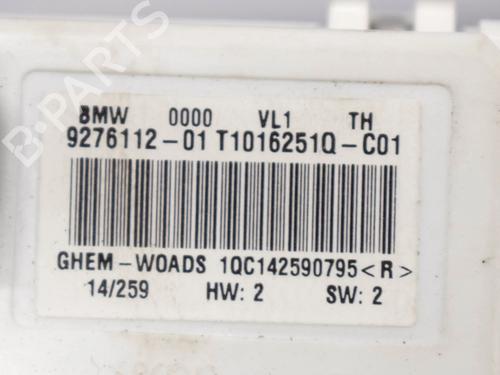 BMW 0000 VL1 TH
9276112-01 T1016251Q-C01
GHEM-WOADS 1QC142590795<R>
14/259 HW: 2 SW: 2
B-PARTS